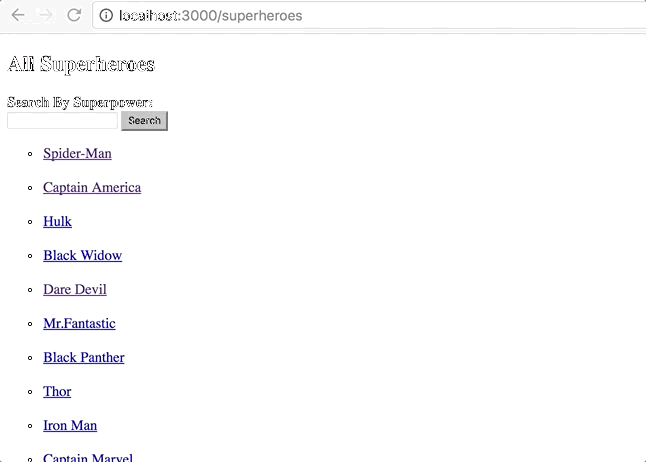 localhost:3000/superheroes
All Superheroes
Search By Superpower:
Search
Spider-Man
Captain America
Hulk
Black Widow
Dare Devil
Mr.Fantastic
Black Panther
Thor
Iron Man
Captain Marvel